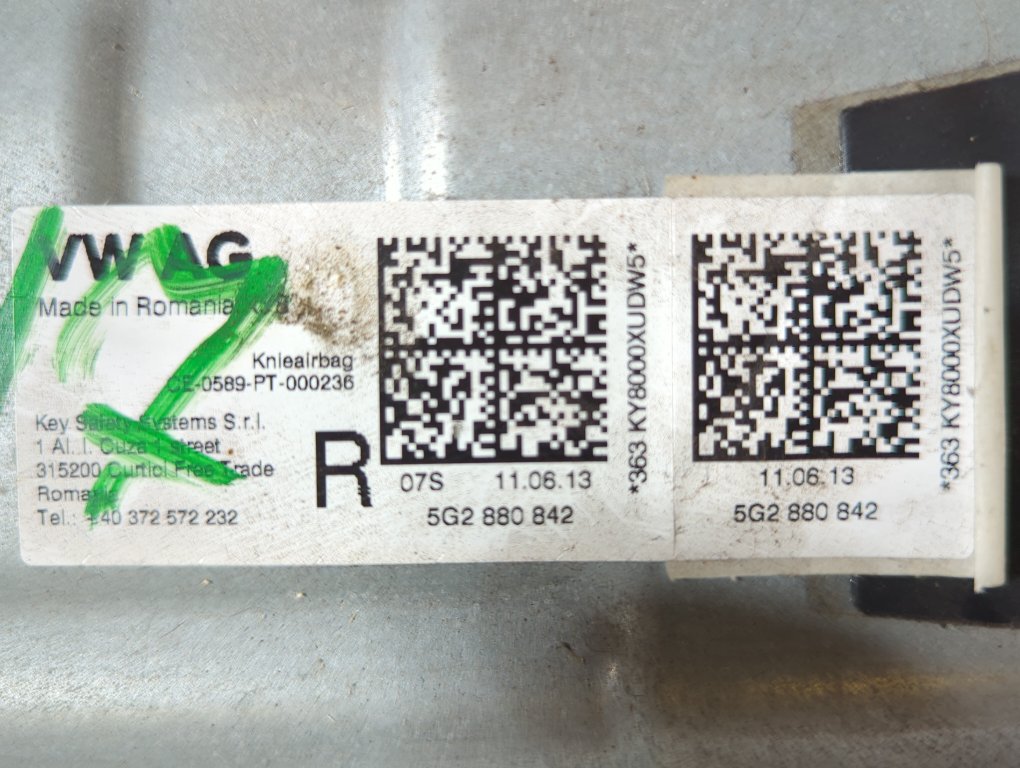 VW AG
Made in Romania
Knieairbag
CE-0589-PT-000236
Key Safety Systems S.r.l.
1 Al. I. Cuza street
315200 Curtici Free Trade
Romania
Tel.: +40 372 572 232
R
07S 11.06.13
5G2 880 842
*363 KY8000XUDW5*
11.06.13
5G2 880 842
*363 KY8000XUDW5*